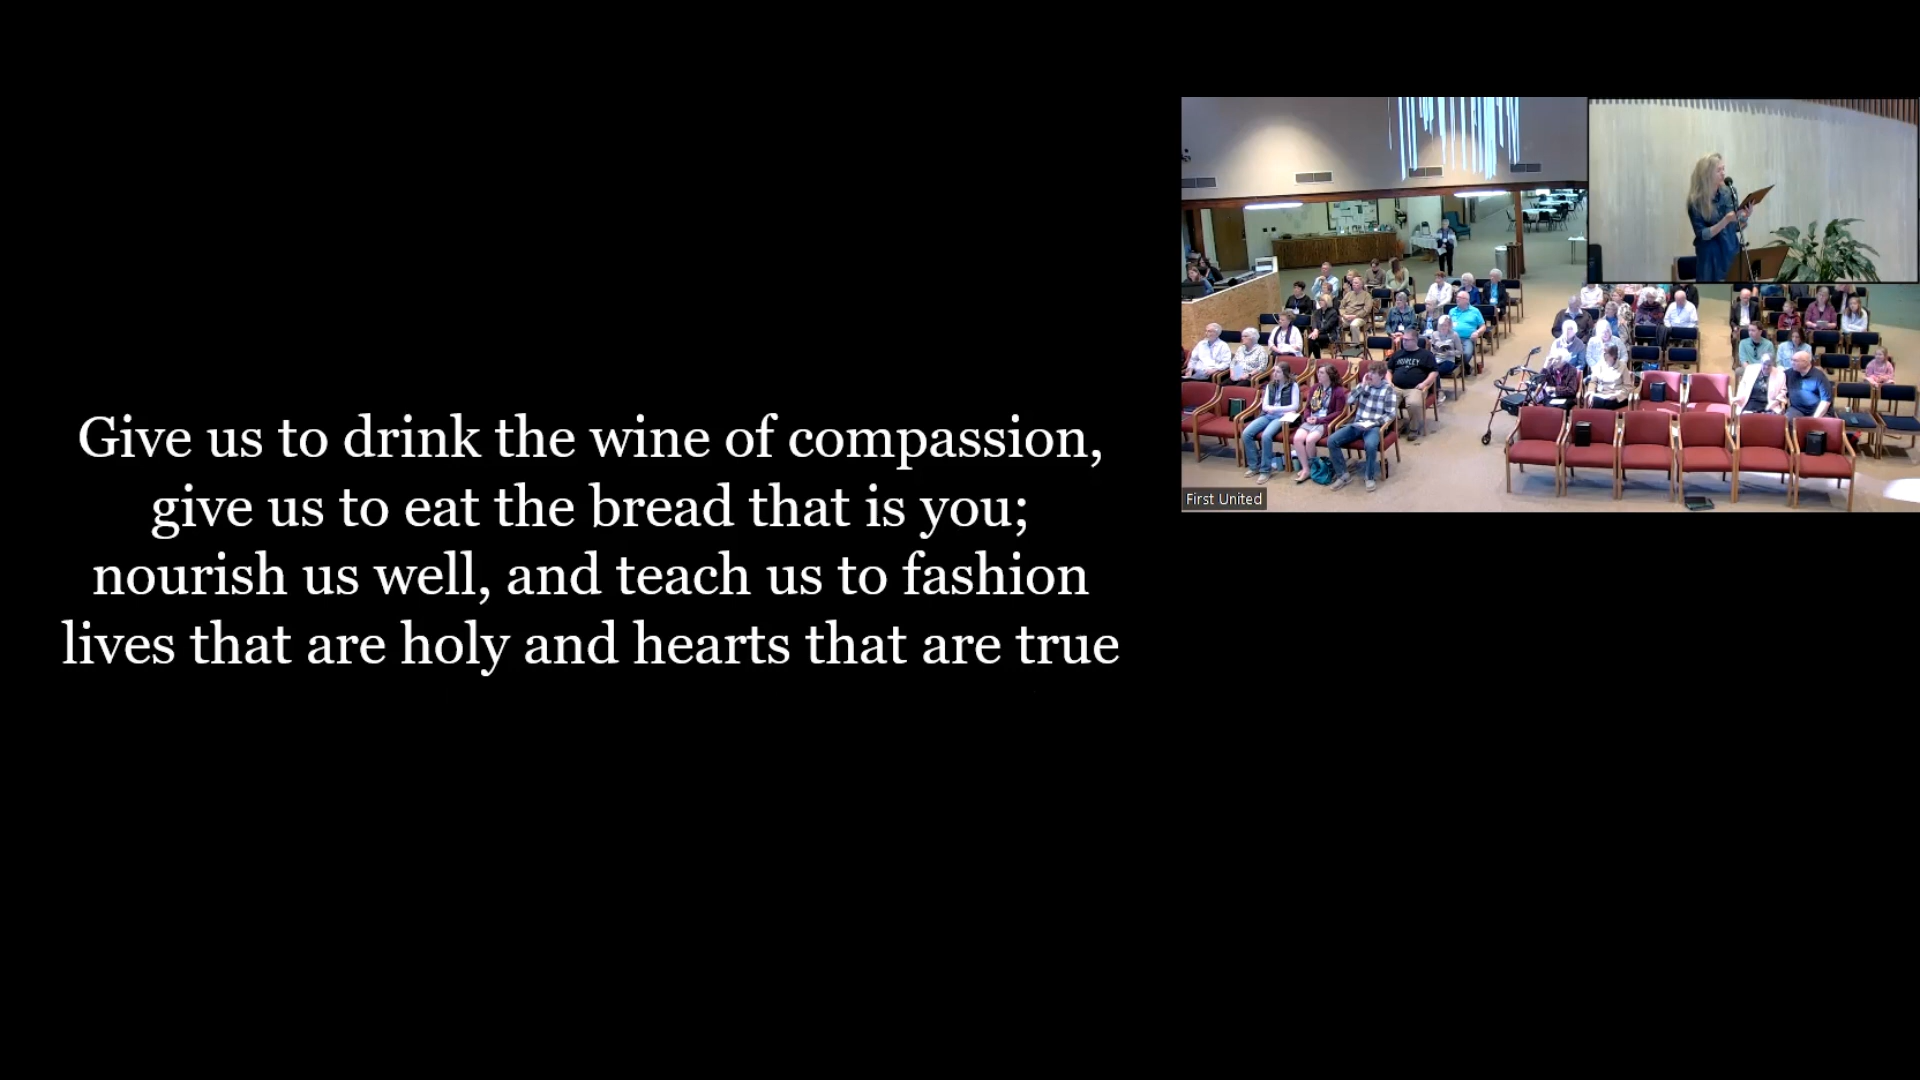 Give us to drink the wine of compassion,
give us to eat the bread that is you;
nourish us well, and teach us to fashion
lives that are holy and hearts that are true
First United